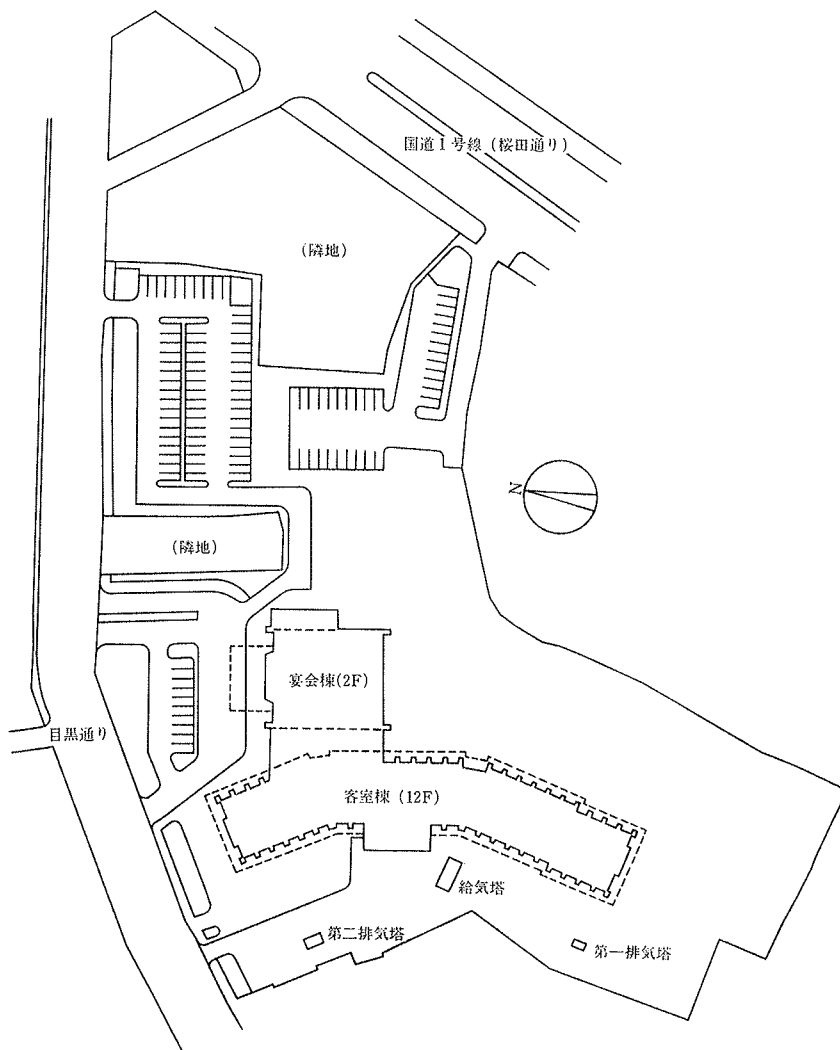 国道1号線 (桜田通り)
(隣地)
N
(隣地)
宴会棟(2F)
目黒通り
客室棟 (12F)
給気塔
第二排気塔
第一排気塔